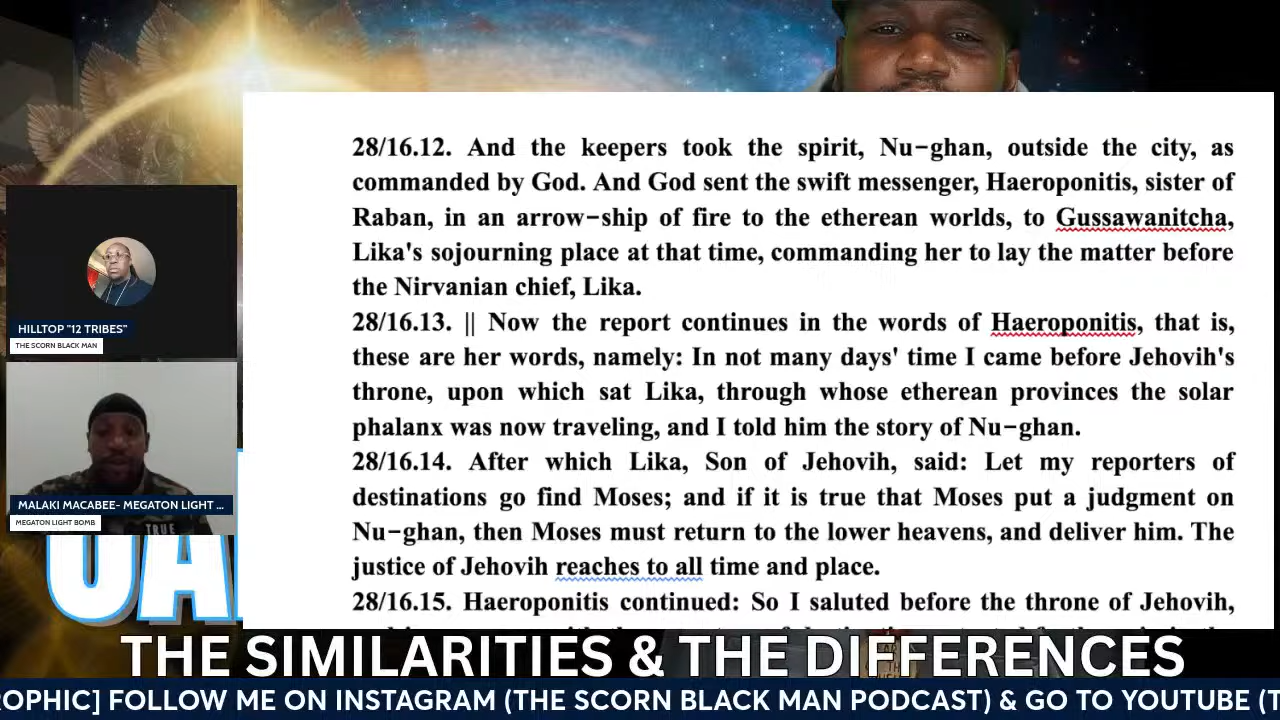 28/16.12. And the keepers took the spirit, Nu-ghan, outside the city, as
commanded by God. And God sent the swift messenger, Haeroponitis, sister of
Raban, in an arrow-ship of fire to the etherean worlds, to Gussawanitcha,
Lika's sojourning place at that time, commanding her to lay the matter before
the Nirvanian chief, Lika.
28/16.13. || Now the report continues in the words of Haeroponitis, that is,
these are her words, namely: In not many days' time I came before Jehovih's
throne, upon which sat Lika, through whose etherean provinces the solar
phalanx was now traveling, and I told him the story of Nu-ghan.
28/16.14. After which Lika, Son of Jehovih, said: Let my reporters of
destinations go find Moses; and if it is true that Moses put a judgment on
Nu-ghan, then Moses must return to the lower heavens, and deliver him. The
justice of Jehovih reaches to all time and place.
28/16.15. Haeroponitis continued: So I saluted before the throne of Jehovih,
HILLTOP "12 TRIBES"
THE SCORN BLACK MAN
MALAKI MACABEE- MEGATON LIGHT ...
MEGATON LIGHT BOMB
TRUE
UA
THE SIMILARITIES & THE DIFFERENCES
ROPHIC] FOLLOW ME ON INSTAGRAM (THE SCORN BLACK MAN PODCAST) & GO TO YOUTUBE (T